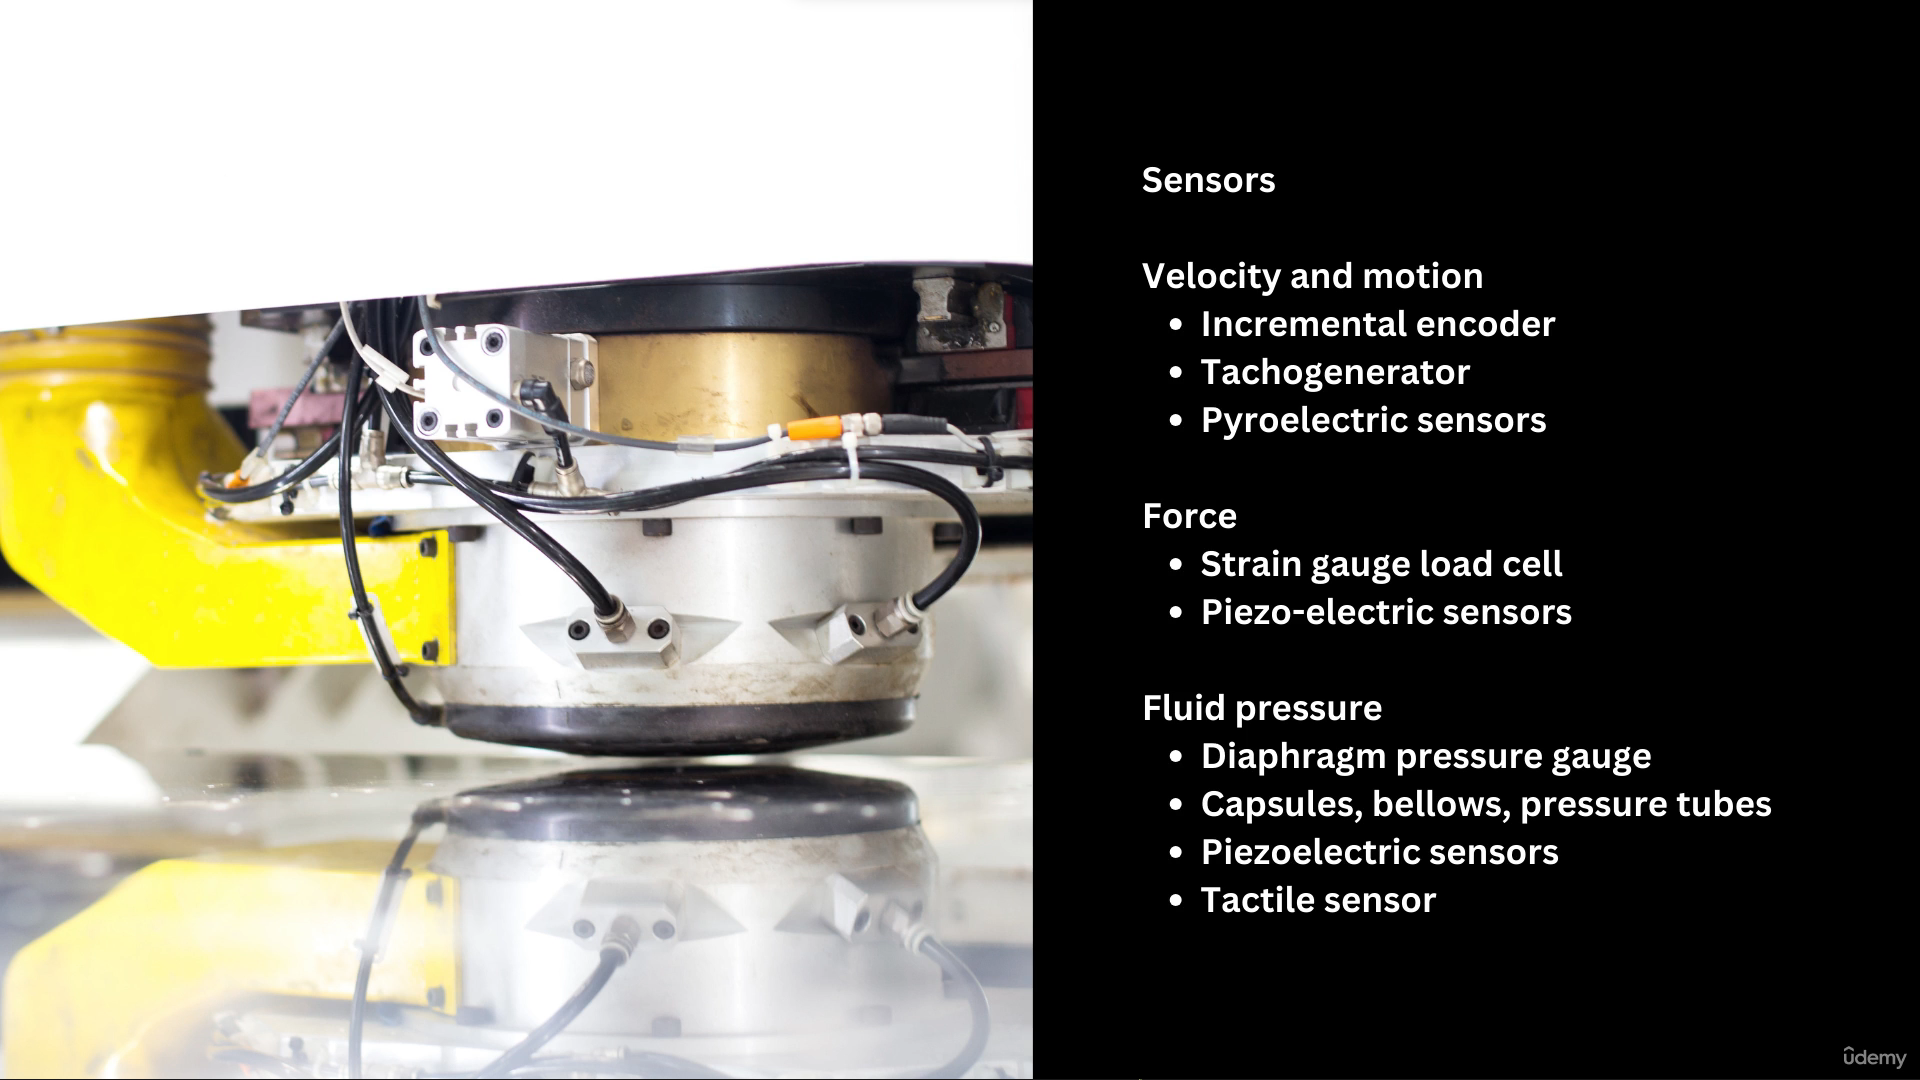 Sensors
Velocity and motion
• Incremental encoder
• Tachogenerator
• Pyroelectric sensors
Force
• Strain gauge load cell
• Piezo-electric sensors
Fluid pressure
• Diaphragm pressure gauge
• Capsules, bellows, pressure tubes
• Piezoelectric sensors
• Tactile sensor
ûdemy